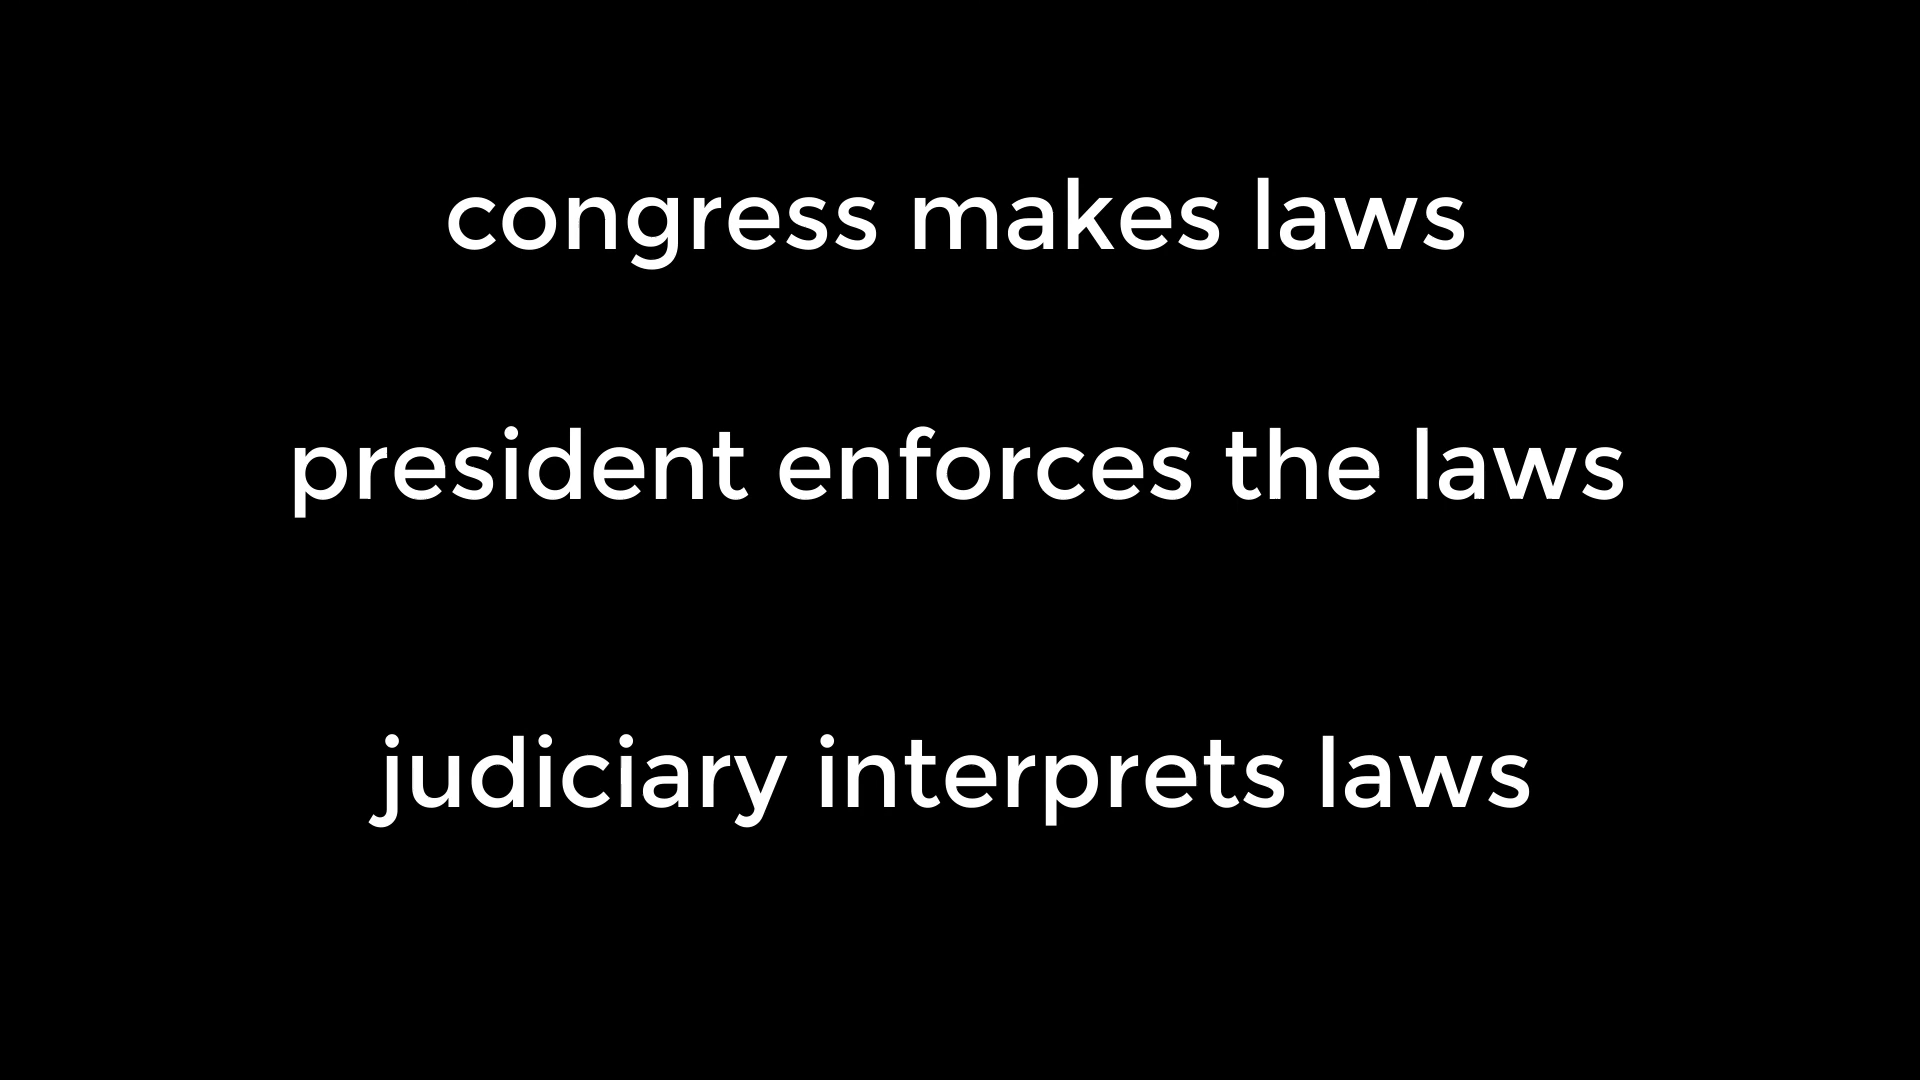 congress makes laws
president enforces the laws
judiciary interprets laws